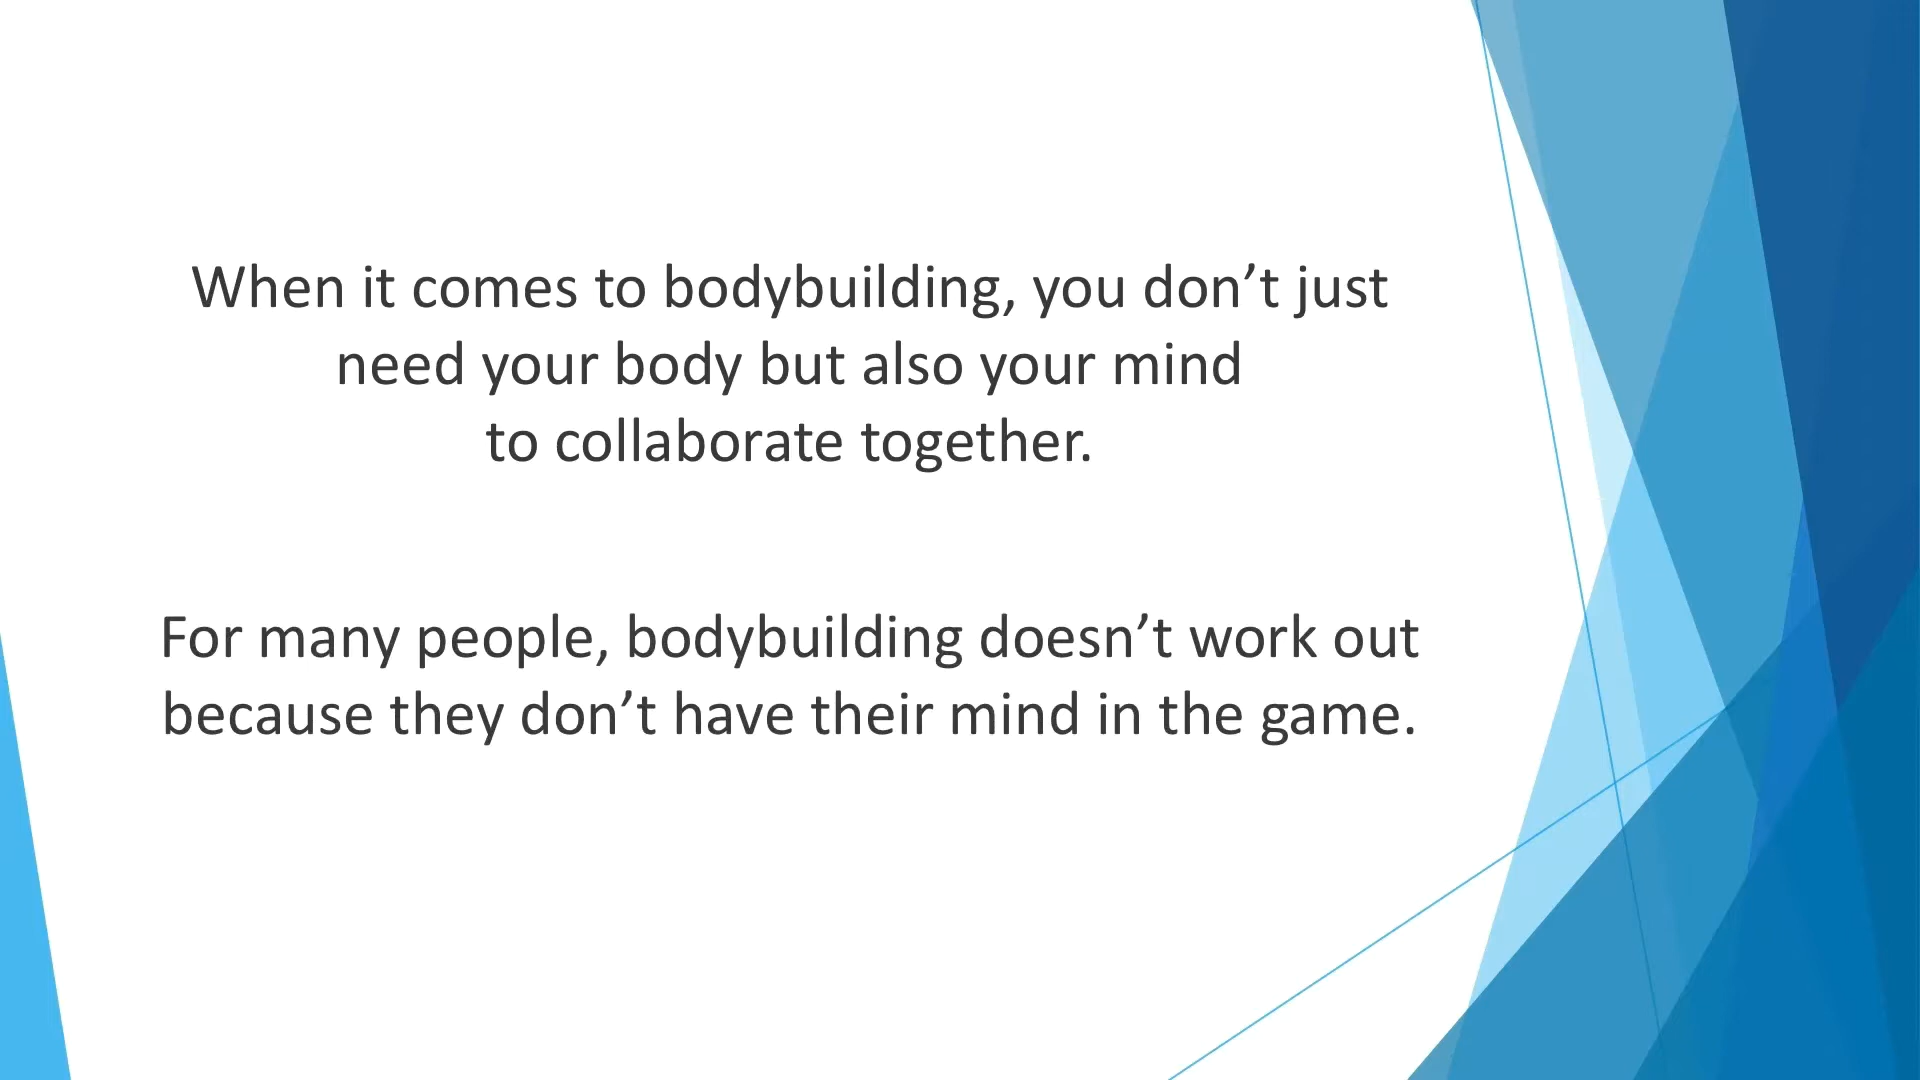 When it comes to bodybuilding, you don’t just
need your body but also your mind
to collaborate together.
For many people, bodybuilding doesn’t work out
because they don’t have their mind in the game.